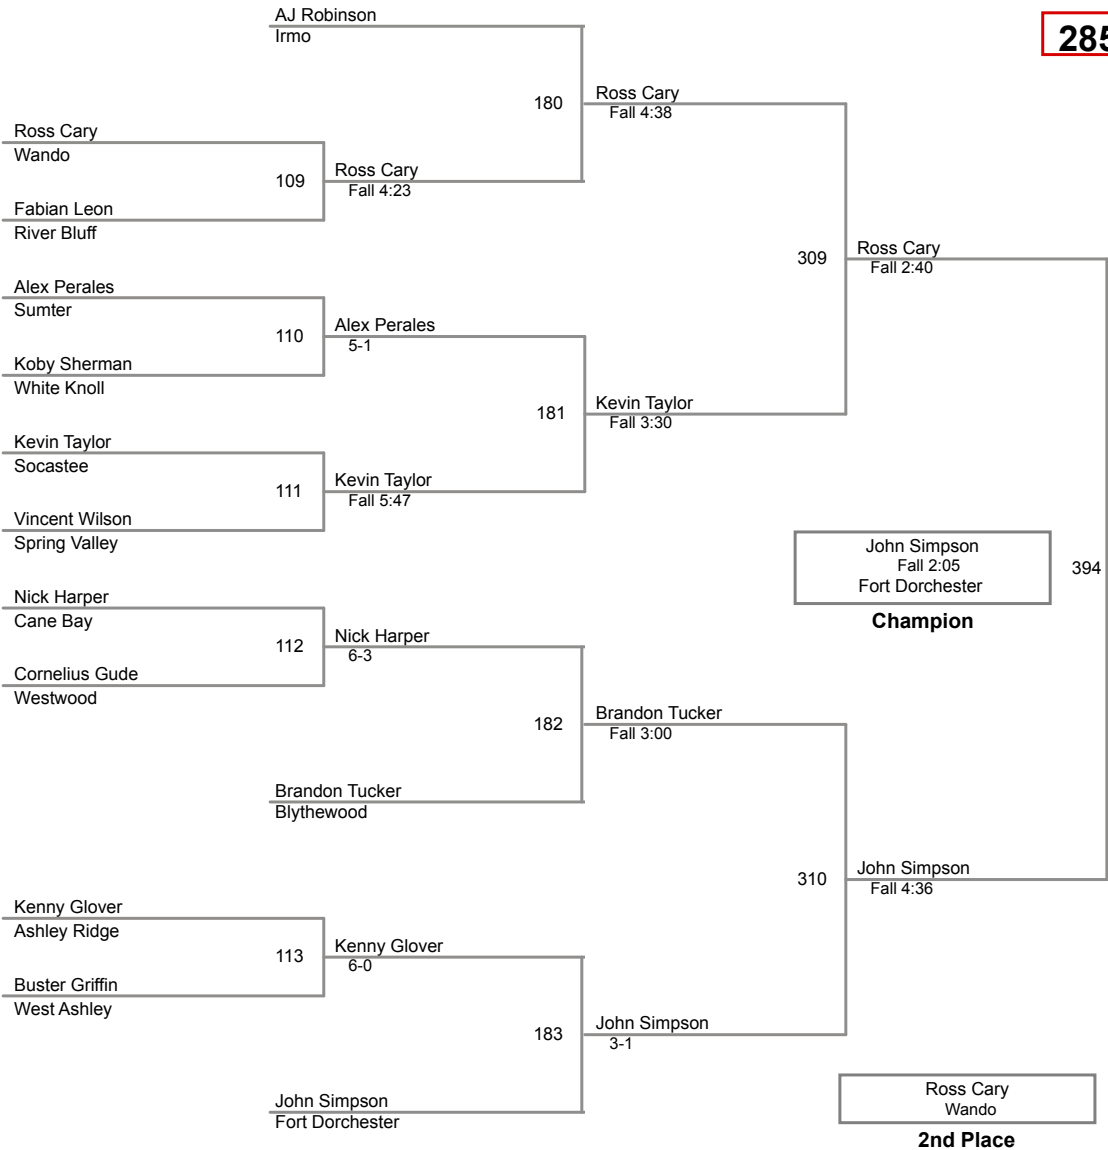 AJ Robinson
Irmo
285
180
Ross Cary
Fall 4:38
Ross Cary
Wando
109
Ross Cary
Fall 4:23
Fabian Leon
River Bluff
309
Ross Cary
Fall 2:40
Alex Perales
Sumter
110
Alex Perales
5-1
Koby Sherman
White Knoll
181
Kevin Taylor
Fall 3:30
Kevin Taylor
Socastee
111
Kevin Taylor
Fall 5:47
Vincent Wilson
Spring Valley
John Simpson
Fall 2:05
Fort Dorchester
394
Champion
Nick Harper
Cane Bay
112
Nick Harper
6-3
Cornelius Gude
Westwood
182
Brandon Tucker
Fall 3:00
Brandon Tucker
Blythewood
310
John Simpson
Fall 4:36
Kenny Glover
Ashley Ridge
113
Kenny Glover
6-0
Buster Griffin
West Ashley
183
John Simpson
3-1
John Simpson
Fort Dorchester
Ross Cary
Wando
2nd Place